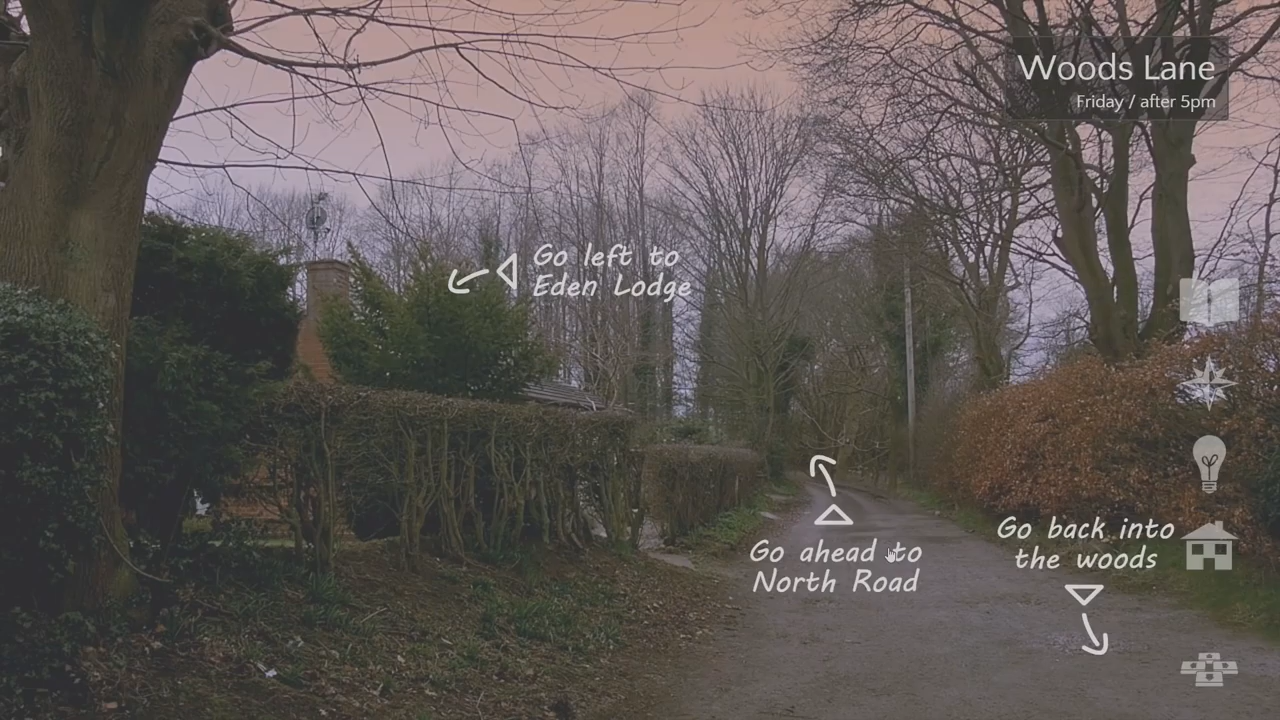 Woods Lane
Friday / after 5pm
Go left to
Eden Lodge
Go ahead to
North Road
Go back into
the woods